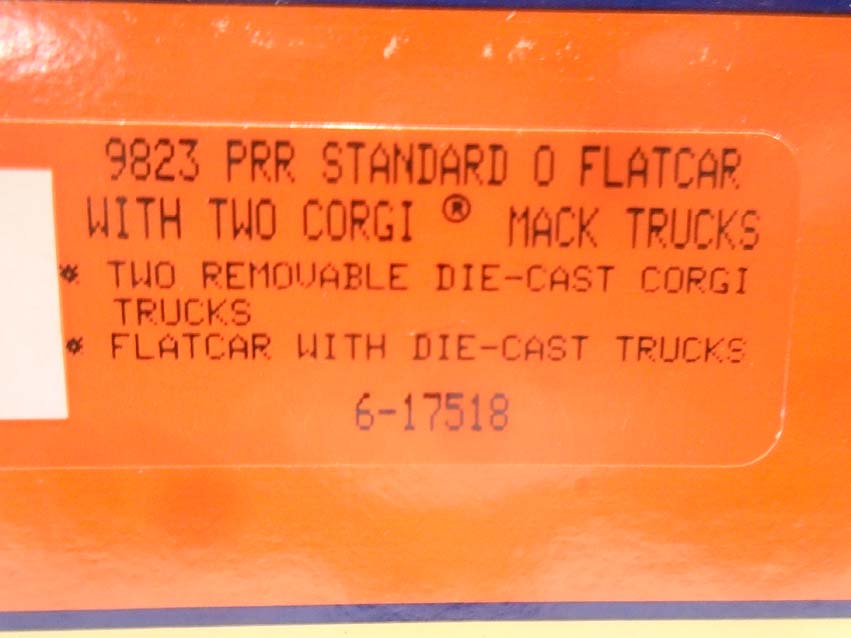 9823 PRR STANDARD O FLATCAR
WITH TWO CORGI ® MACK TRUCKS
* TWO REMOVABLE DIE-CAST CORGI
TRUCKS
* FLATCAR WITH DIE-CAST TRUCKS
6-17518